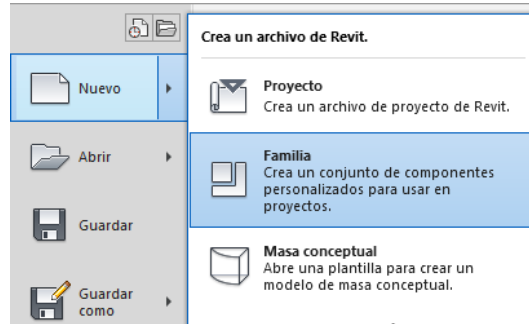 Crea un archivo de Revit.
Nuevo
Proyecto
Crea un archivo de proyecto de Revit.
Abrir
Familia
Crea un conjunto de componentes
personalizados para usar en
proyectos.
Guardar
Masa conceptual
Abre una plantilla para crear un
modelo de masa conceptual.
Guardar
como